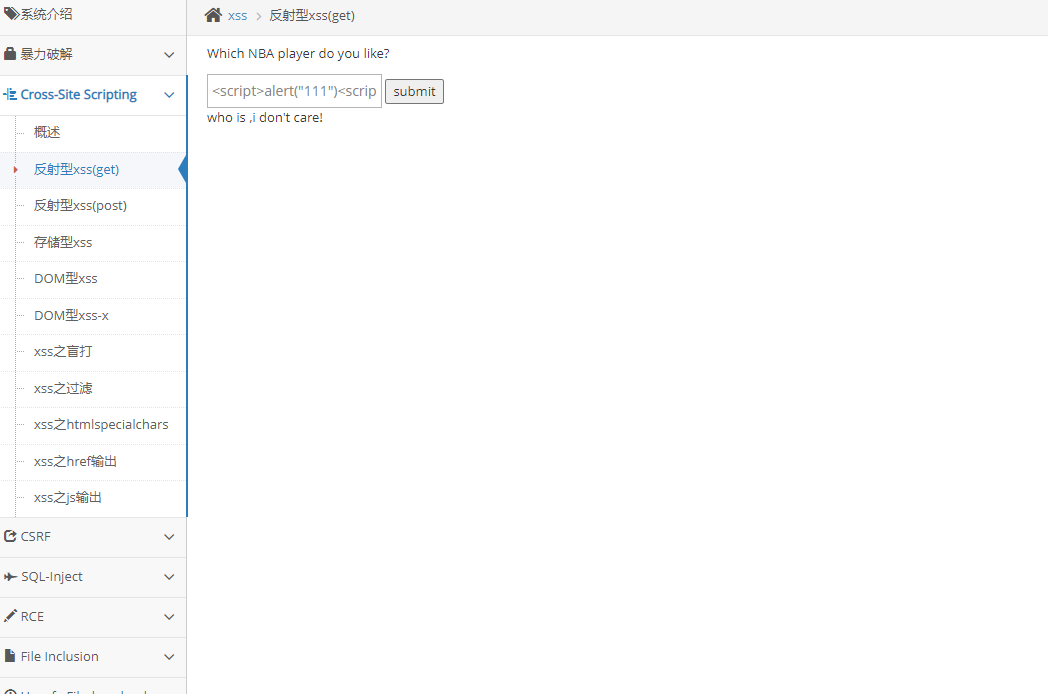 系统介绍
暴力破解
Cross-Site Scripting
概述
反射型xss(get)
反射型xss(post)
存储型xss
DOM型xss
DOM型xss-x
xss之盲打
xss之过滤
xss之htmlspecialchars
xss之href输出
xss之js输出
CSRF
SQL-Inject
RCE
File Inclusion
xss > 反射型xss(get)
Which NBA player do you like?
<script>alert("111")<scrip submit
who is ,i don't care!